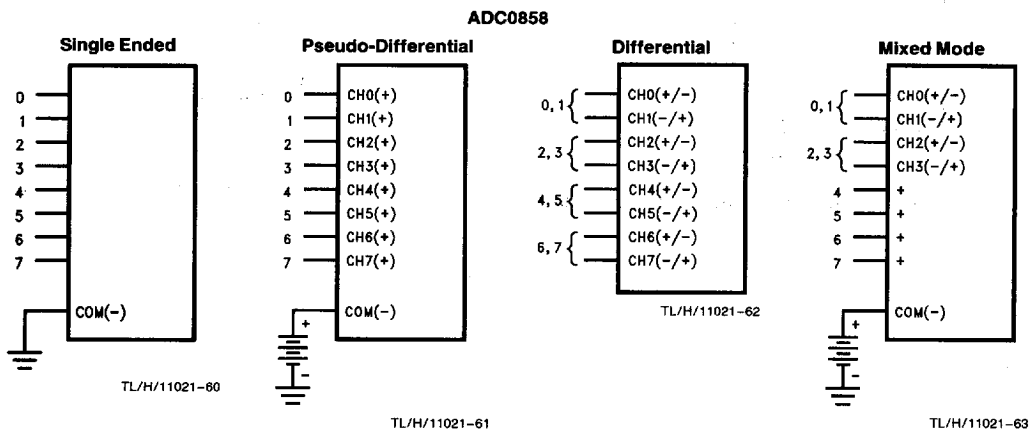 ADC0858
Single Ended
0
1
2
3
4
5
6
7
COM(-)
TL/H/11021-60
Pseudo-Differential
0 CH0(+)
1 CH1(+)
2 CH2(+)
3 CH3(+)
4 CH4(+)
5 CH5(+)
6 CH6(+)
7 CH7(+)
COM(-)
+
-
TL/H/11021-61
Differential
0, 1 { CH0(+/-)
CH1(-/+)
2, 3 { CH2(+/-)
CH3(-/+)
4, 5 { CH4(+/-)
CH5(-/+)
6, 7 { CH6(+/-)
CH7(-/+)
TL/H/11021-62
Mixed Mode
0, 1 { CH0(+/-)
CH1(-/+)
2, 3 { CH2(+/-)
CH3(-/+)
4 +
5 +
6 +
7 +
COM(-)
+
-
TL/H/11021-63